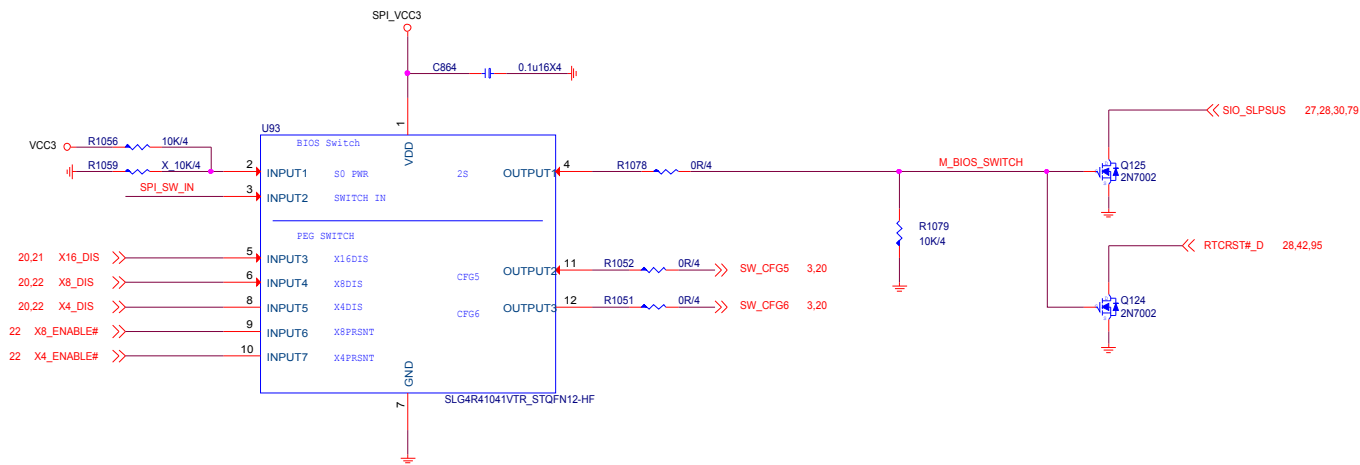 SPI_VCC3
C864 0.1u16X4
1
U93
BIOS Switch
VDD
VCC3 R1056 10K/4
R1059 X_10K/4
2 INPUT1 S0 PWR 2S OUTPUT1 4 R1078 0R/4 M_BIOS_SWITCH
SPI_SW_IN 3 INPUT2 SWITCH IN
SIO_SLPSUS 27,28,30,79
Q125
2N7002
R1079
10K/4
PEG SWITCH
20,21 X16_DIS 5 INPUT3 X16DIS
CFG5 OUTPUT2 11 R1052 0R/4 SW_CFG5 3,20
20,22 X8_DIS 6 INPUT4 X8DIS
20,22 X4_DIS 8 INPUT5 X4DIS
CFG6 OUTPUT3 12 R1051 0R/4 SW_CFG6 3,20
22 X8_ENABLE# 9 INPUT6 X8PRSNT
22 X4_ENABLE# 10 INPUT7 X4PRSNT
RTCRST#_D 28,42,95
Q124
2N7002
GND
7
SLG4R41041VTR_STQFN12-HF